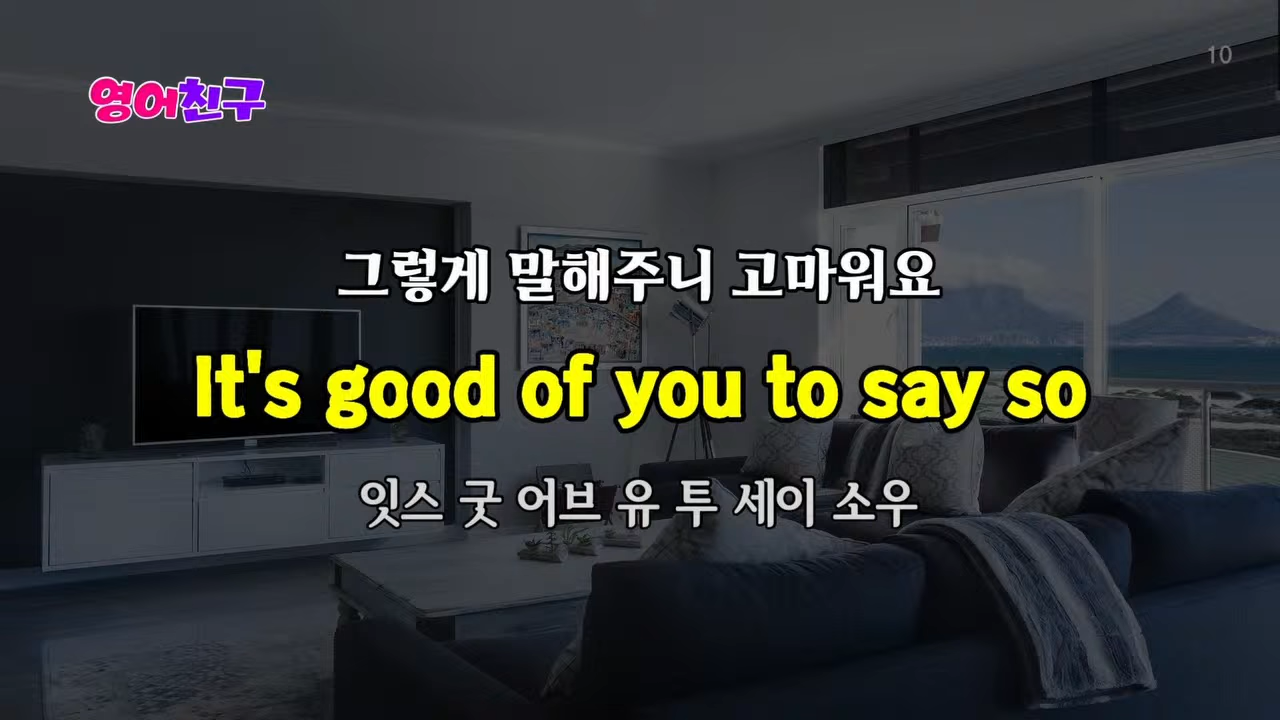 10
영어친구
그렇게 말해주니 고마워요
It's good of you to say so
잇스 굿 어브 유 투 세이 소우